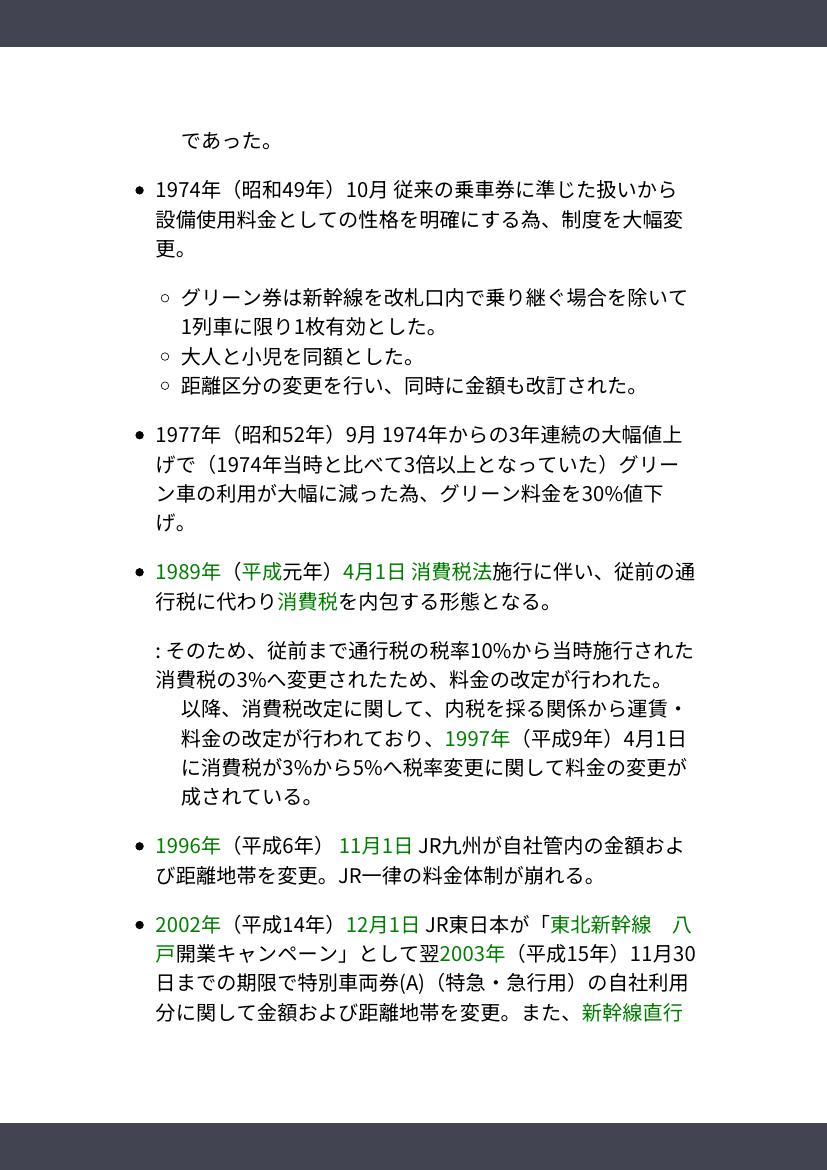 であった。
• 1974年（昭和49年）10月 従来の乗車券に準じた扱いから
設備使用料金としての性格を明確にする為、制度を大幅変
更。
○ グリーン券は新幹線を改札口内で乗り継ぐ場合を除いて
1列車に限り1枚有効とした。
○ 大人と小児を同額とした。
○ 距離区分の変更を行い、同時に金額も改訂された。
• 1977年（昭和52年）9月 1974年からの3年連続の大幅値上
げで（1974年当時と比べて3倍以上となっていた）グリー
ン車の利用が大幅に減った為、グリーン料金を30%値下
げ。
• 1989年（平成元年）4月1日 消費税法施行に伴い、従前の通
行税に代わり消費税を内包する形態となる。
: そのため、従前まで通行税の税率10%から当時施行された
消費税の3%へ変更されたため、料金の改定が行われた。
以降、消費税改定に関して、内税を採る関係から運賃・
料金の改定が行われており、1997年（平成9年）4月1日
に消費税が3%から5%へ税率変更に関して料金の変更が
成されている。
• 1996年（平成6年） 11月1日 JR九州が自社管内の金額およ
び距離地帯を変更。JR一律の料金体制が崩れる。
• 2002年（平成14年）12月1日 JR東日本が「東北新幹線　八
戸開業キャンペーン」として翌2003年（平成15年）11月30
日までの期限で特別車両券(A)（特急・急行用）の自社利用
分に関して金額および距離地帯を変更。また、新幹線直行